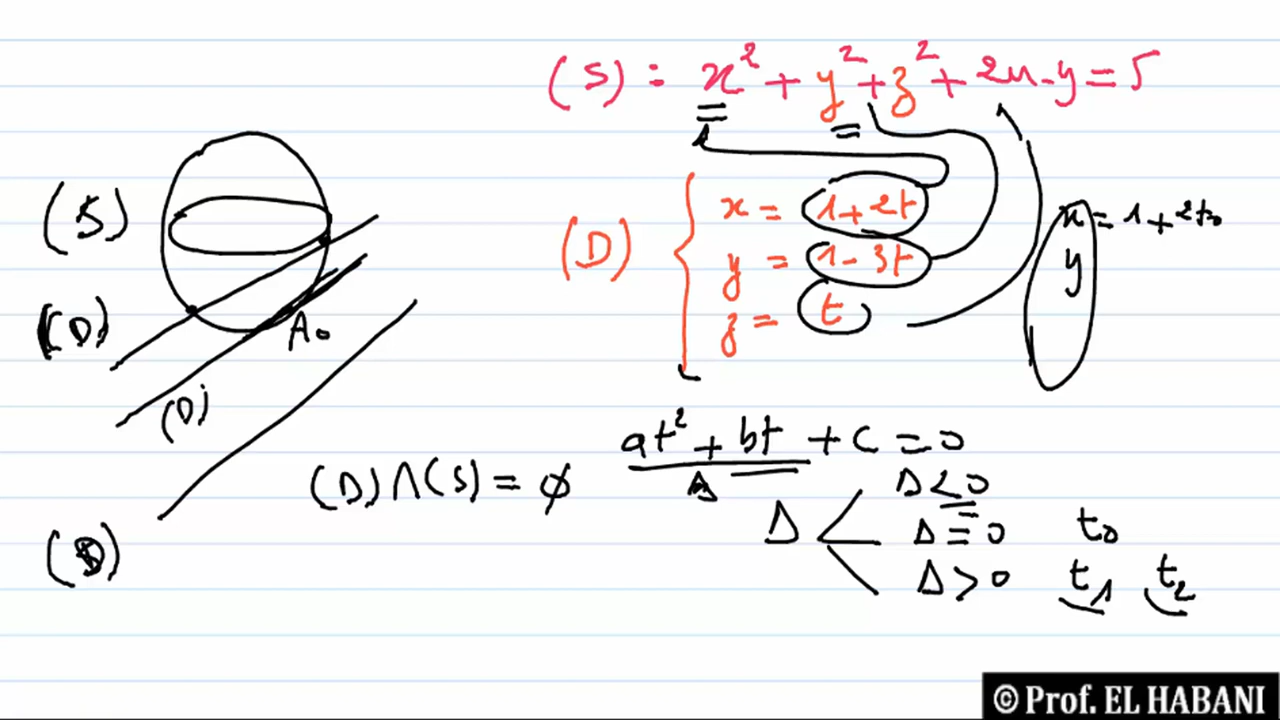 (S) : x² + y² + z² + 2x - y = 5
(S)
(D) { x = 1 + 2t
y = 1 - 3t
z = t
x = 1 + 2t₀
y
(D)
A₀
(D)
at² + bt + c = 0
(D) ∩ (S) = ∅
Δ
Δ < 0
Δ = 0 t₀
Δ > 0 t₁ t₂
© Prof. EL HABANI